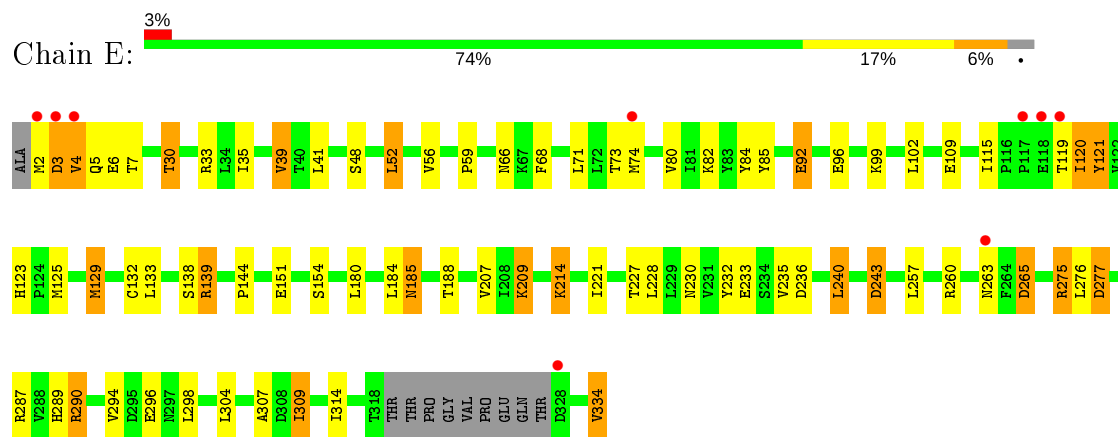 3%
Chain E:
74% 17% 6% •
ALA M2 D3 V4 Q5 E6 T7 T30 R33 L34 I35 V39 T40 L41 S48 L52 V56 P59 N66 K67 F68 L71 L72 T73 M74 V80 I81 K82 Y83 Y84 Y85 E92 E96 K99 L102 E109 I115 P116 P117 E118 T119 I120 Y121 V122
H123 P124 M125 M129 C132 L133 S138 R139 P144 E151 S154 L180 L184 N185 T188 V207 I208 K209 K214 I221 T227 L228 L229 N230 V231 Y232 E233 S234 V235 D236 L240 D243 L257 R260 N263 F264 D265 R275 L276 D277
R287 V288 H289 R290 V294 D295 E296 N297 L298 L304 A307 D308 I309 I314 T318 THR THR PRO GLY VAL PRO GLU GLN THR D328 V334